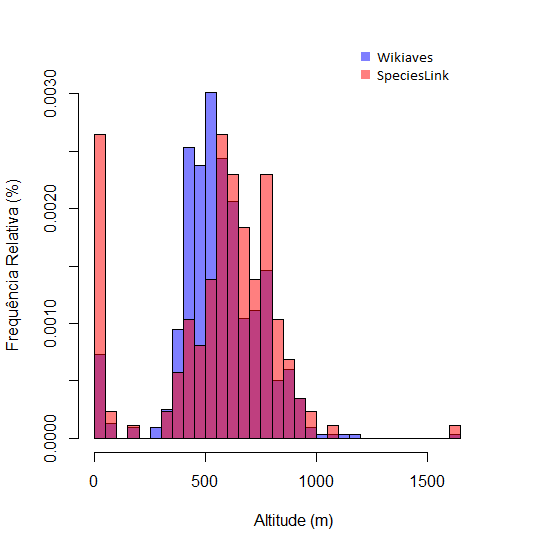 Wikiaves
SpeciesLink
Frequência Relativa (%)
0.0030
0.0020
0.0010
0.0000
0 500 1000 1500
Altitude (m)